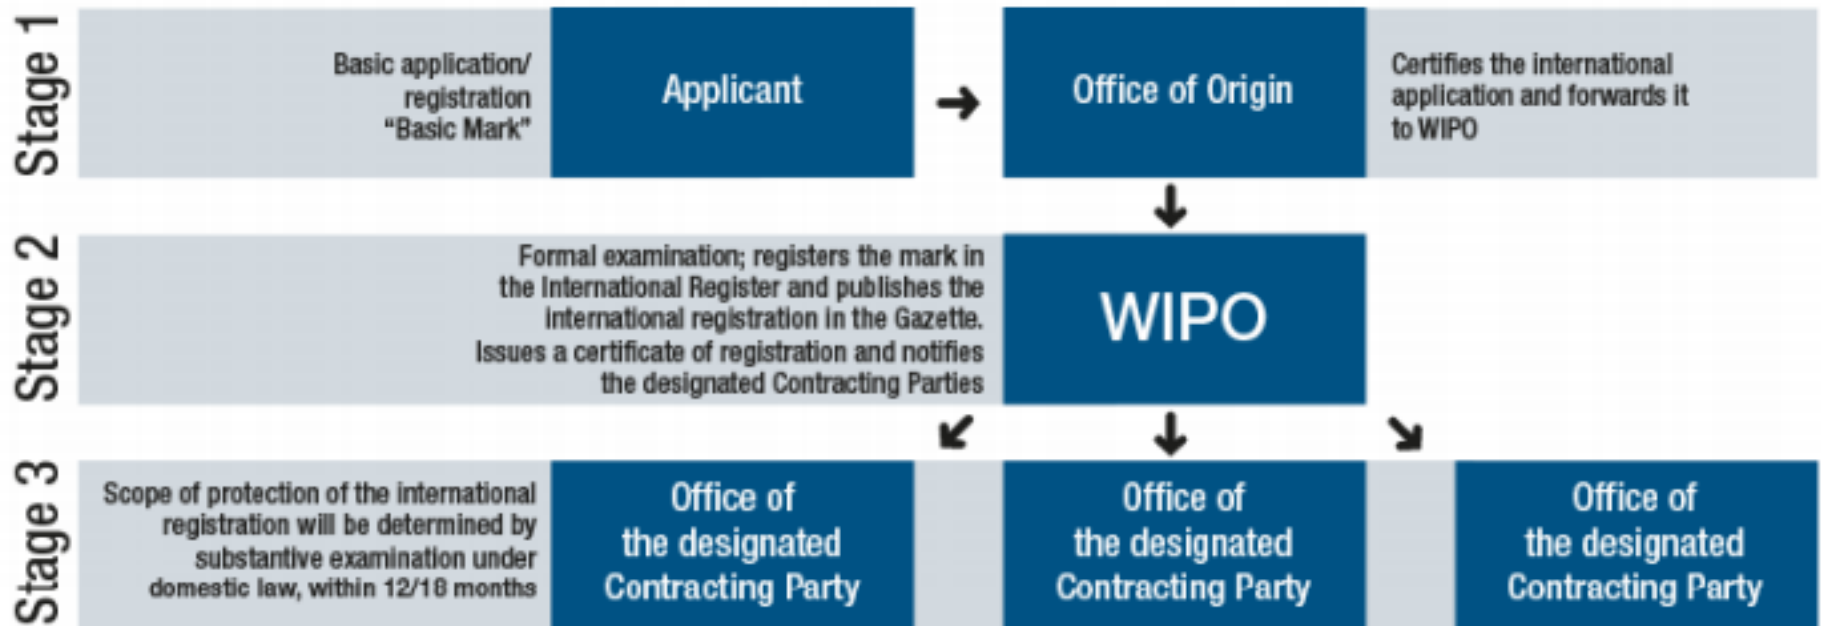 Stage 1
Basic application/
registration
“Basic Mark”
Applicant
Office of Origin
Certifies the international
application and forwards it
to WIPO
Stage 2
Formal examination; registers the mark in
the International Register and publishes the
international registration in the Gazette.
Issues a certificate of registration and notifies
the designated Contracting Parties
WIPO
Stage 3
Scope of protection of the international
registration will be determined by
substantive examination under
domestic law, within 12/18 months
Office of
the designated
Contracting Party
Office of
the designated
Contracting Party
Office of
the designated
Contracting Party